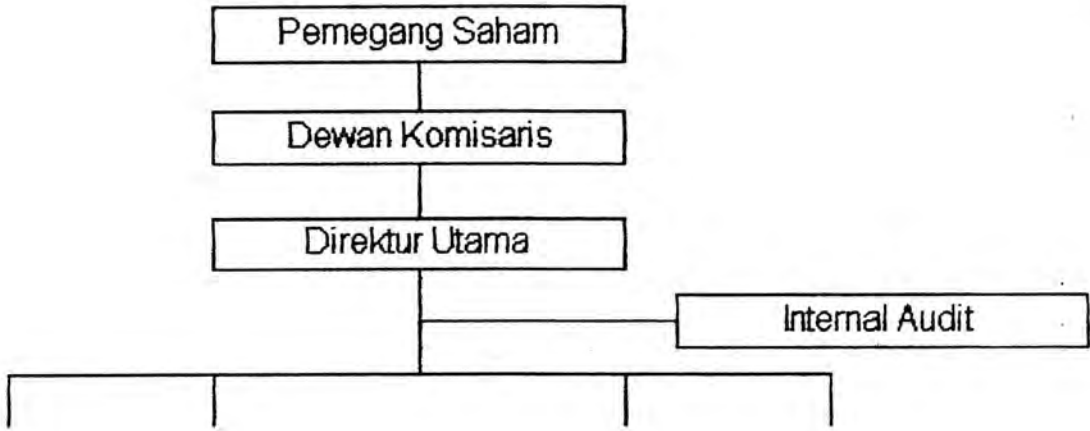 Pemegang Saham
Dewan Komisaris
Direktur Utama
Internal Audit